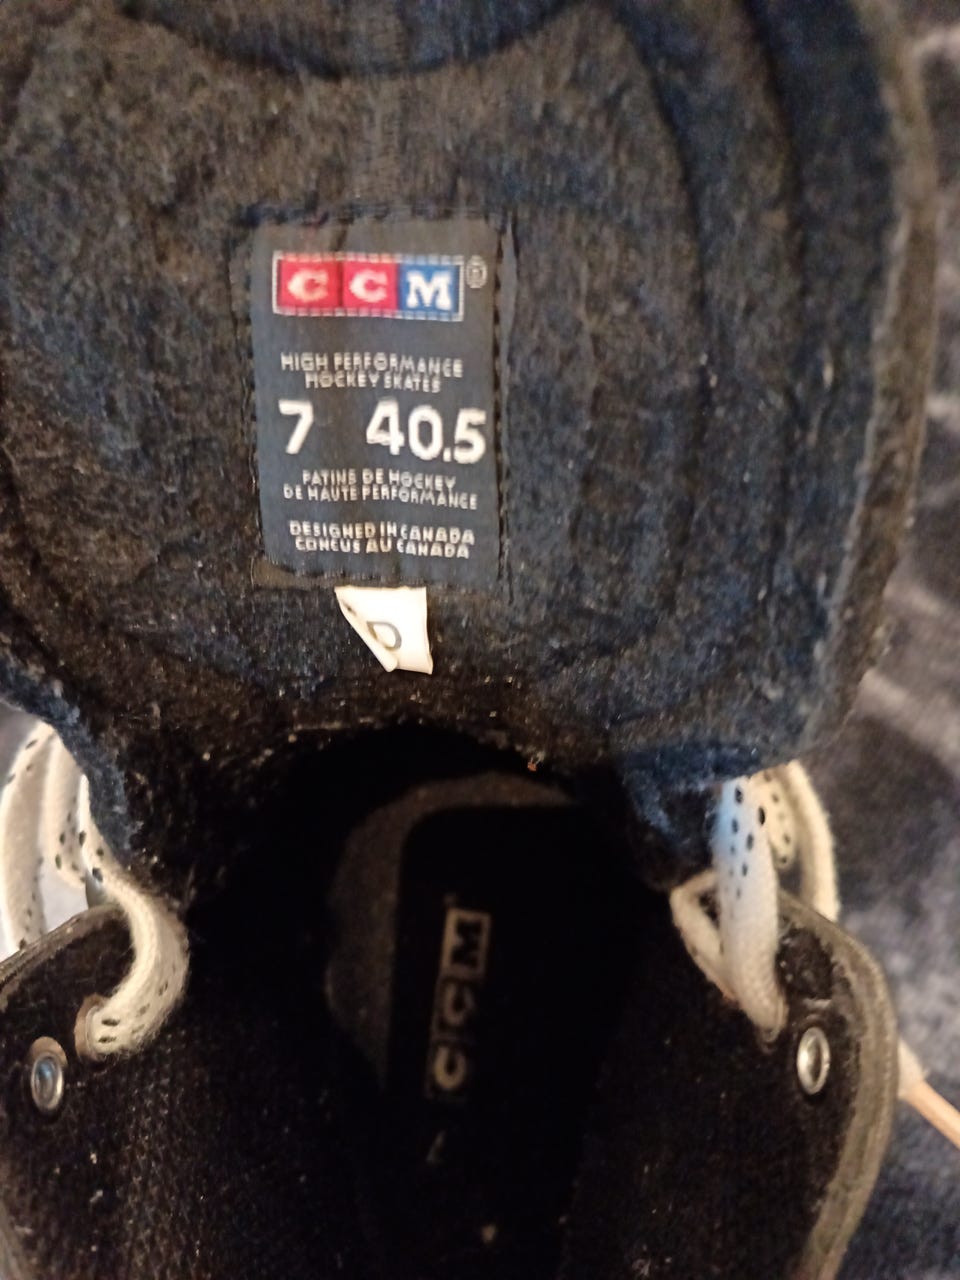 CCM®
HIGH PERFORMANCE
HOCKEY SKATES
7 40.5
PATINS DE HOCKEY
DE HAUTE PERFORMANCE
DESIGNED IN CANADA
CONCUS AU CANADA
D
CCM